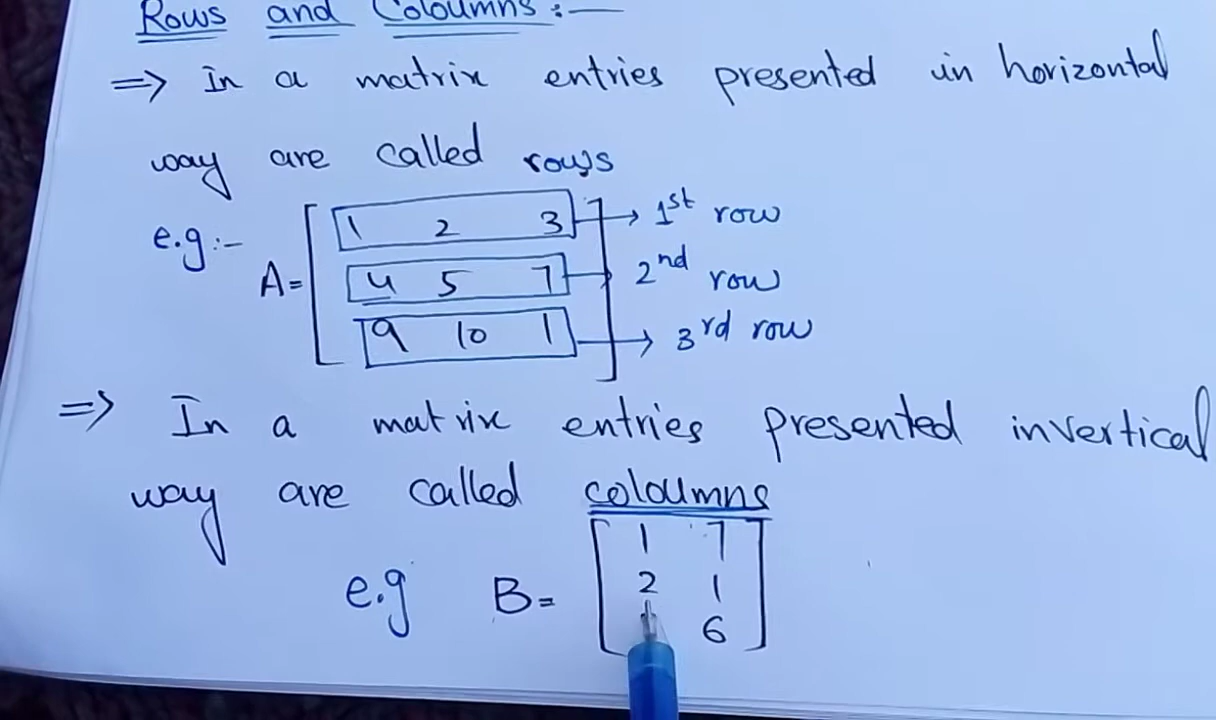 Rows and Coloumns :—
=> In a matrix entries presented in horizontal
way are called rows
e.g :- A = [ 1 2 3 ] → 1st row
[ 4 5 7 ] → 2nd row
[ 9 10 1 ] → 3rd row
=> In a matrix entries presented in vertical
way are called coloumns
e.g B = [ 1 7
2 1
6 ]